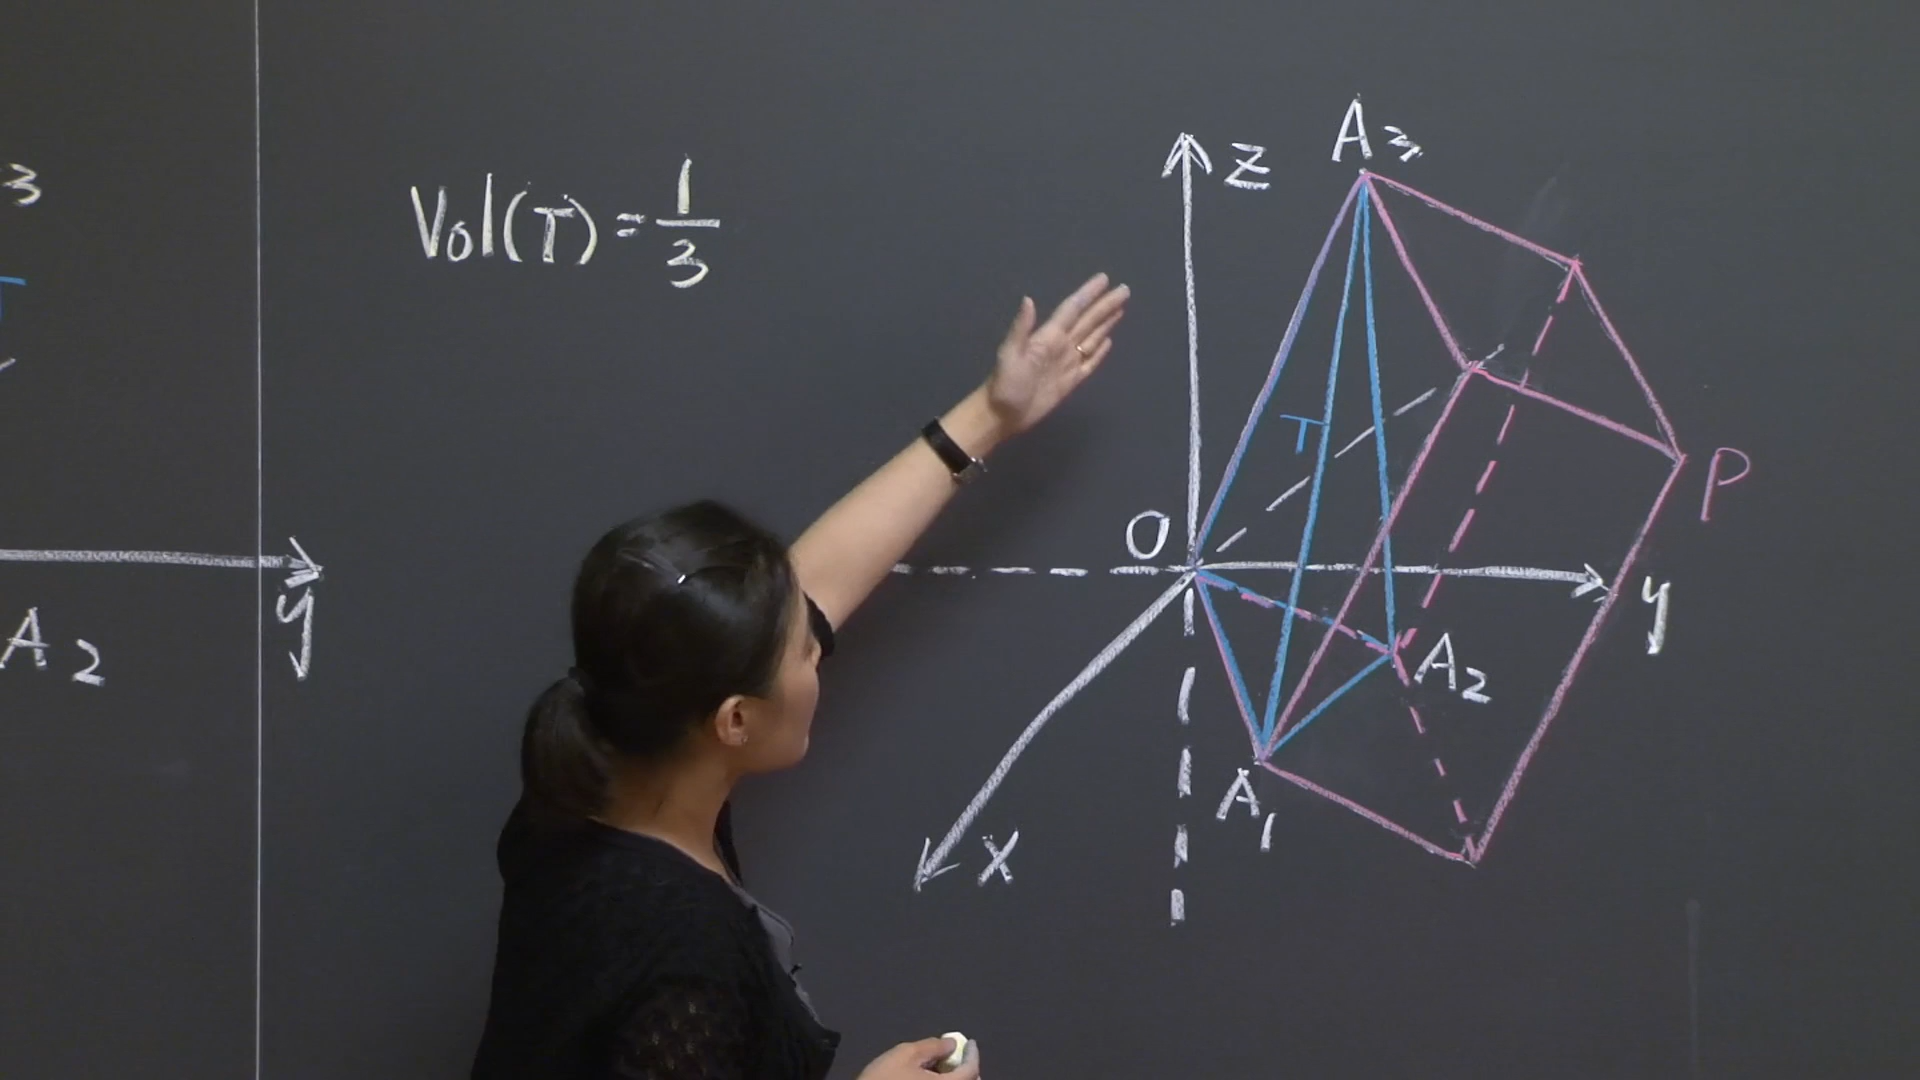 3
T
y
A2
Vol(T) = 1/3
z
A3
T
P
O
y
A2
A1
x